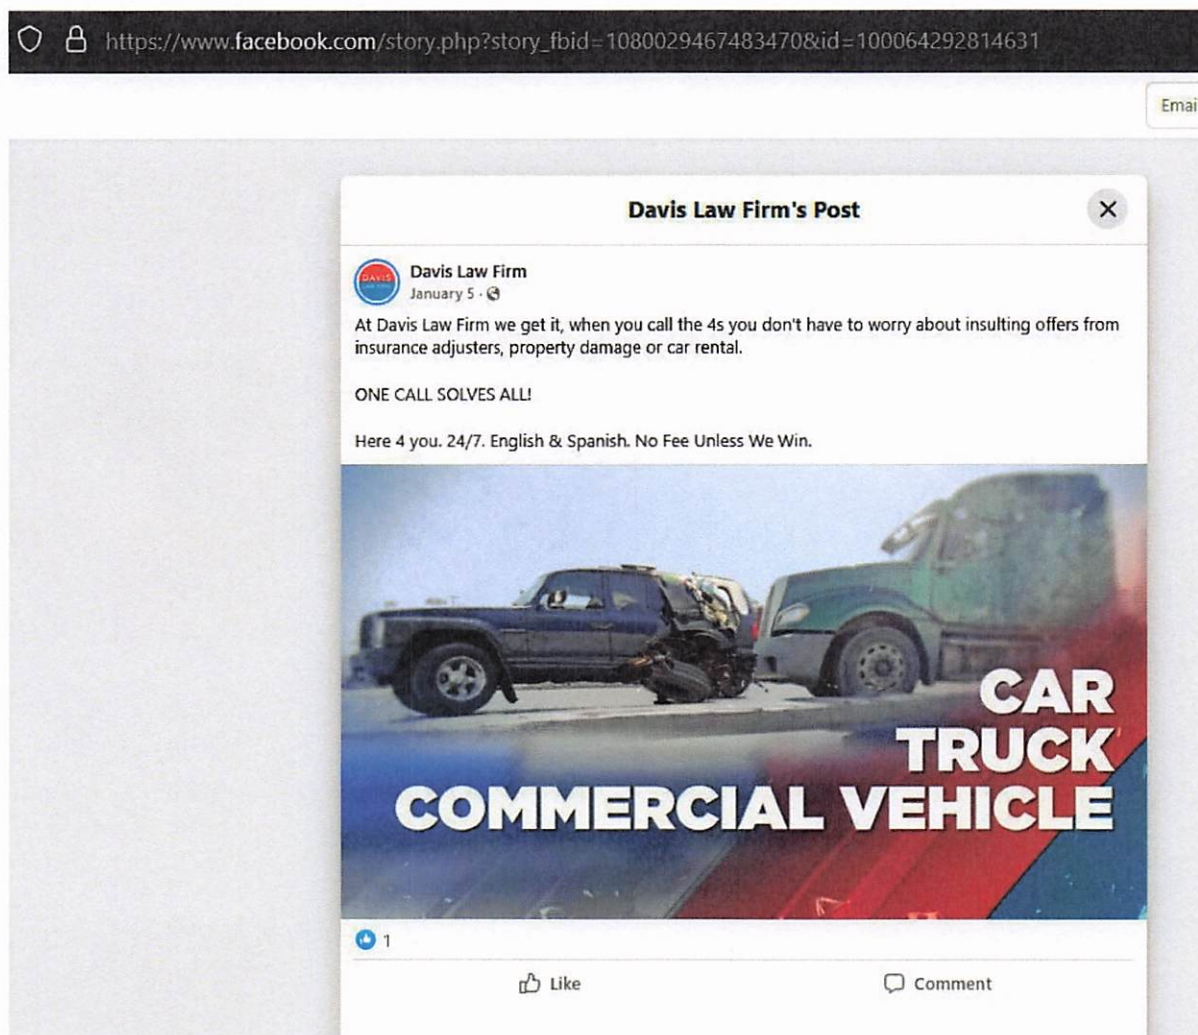 https://www.facebook.com/story.php?story_fbid=1080029467483470&id=100064292814631
Emai
Davis Law Firm's Post
DAVIS
LAW FIRM
Davis Law Firm
January 5 ·
At Davis Law Firm we get it, when you call the 4s you don't have to worry about insulting offers from
insurance adjusters, property damage or car rental.
ONE CALL SOLVES ALL!
Here 4 you. 24/7. English & Spanish. No Fee Unless We Win.
CAR
TRUCK
COMMERCIAL VEHICLE
1
Like
Comment